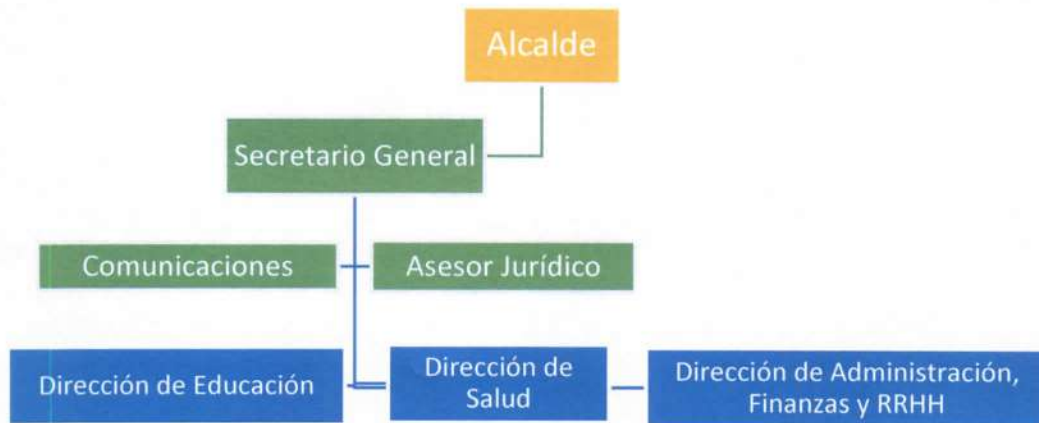 Alcalde
Secretario General
Comunicaciones
Asesor Jurídico
Dirección de Educación
Dirección de
Salud
Dirección de Administración,
Finanzas y RRHH